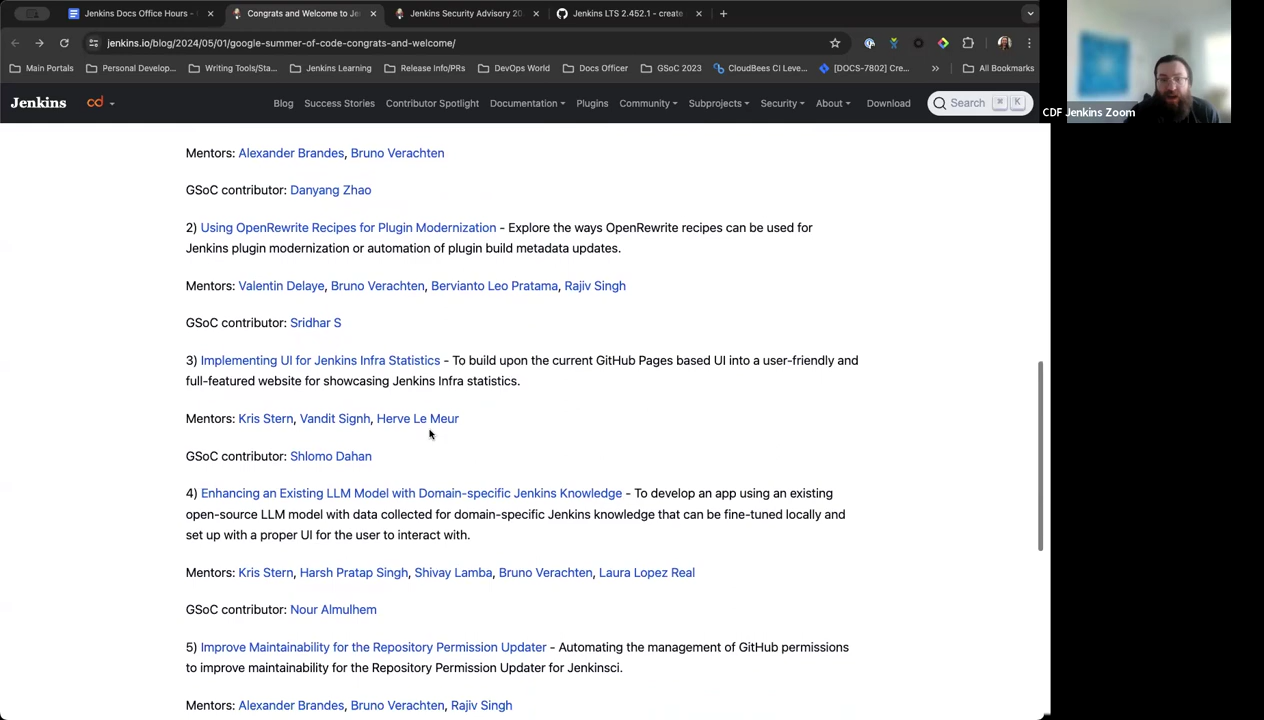 Jenkins Docs Office Hours -
Congrats and Welcome to Je
Jenkins Security Advisory 20
Jenkins LTS 2.452.1 - create
jenkins.io/blog/2024/05/01/google-summer-of-code-congrats-and-welcome/
Main Portals
Personal Develop...
Writing Tools/Sta...
Jenkins Learning
Release Info/PRs
DevOps World
Docs Officer
GSoC 2023
CloudBees CI Leve...
[DOCS-7802] Cre...
»
All Bookmarks
Jenkins
cd
Blog
Success Stories
Contributor Spotlight
Documentation
Plugins
Community
Subprojects
Security
About
Download
Search ⌘ K
CDF Jenkins Zoom
Mentors: Alexander Brandes, Bruno Verachten
GSoC contributor: Danyang Zhao
2) Using OpenRewrite Recipes for Plugin Modernization - Explore the ways OpenRewrite recipes can be used for
Jenkins plugin modernization or automation of plugin build metadata updates.
Mentors: Valentin Delaye, Bruno Verachten, Bervianto Leo Pratama, Rajiv Singh
GSoC contributor: Sridhar S
3) Implementing UI for Jenkins Infra Statistics - To build upon the current GitHub Pages based UI into a user-friendly and
full-featured website for showcasing Jenkins Infra statistics.
Mentors: Kris Stern, Vandit Signh, Herve Le Meur
GSoC contributor: Shlomo Dahan
4) Enhancing an Existing LLM Model with Domain-specific Jenkins Knowledge - To develop an app using an existing
open-source LLM model with data collected for domain-specific Jenkins knowledge that can be fine-tuned locally and
set up with a proper UI for the user to interact with.
Mentors: Kris Stern, Harsh Pratap Singh, Shivay Lamba, Bruno Verachten, Laura Lopez Real
GSoC contributor: Nour Almulhem
5) Improve Maintainability for the Repository Permission Updater - Automating the management of GitHub permissions
to improve maintainability for the Repository Permission Updater for Jenkinsci.
Mentors: Alexander Brandes, Bruno Verachten, Rajiv Singh